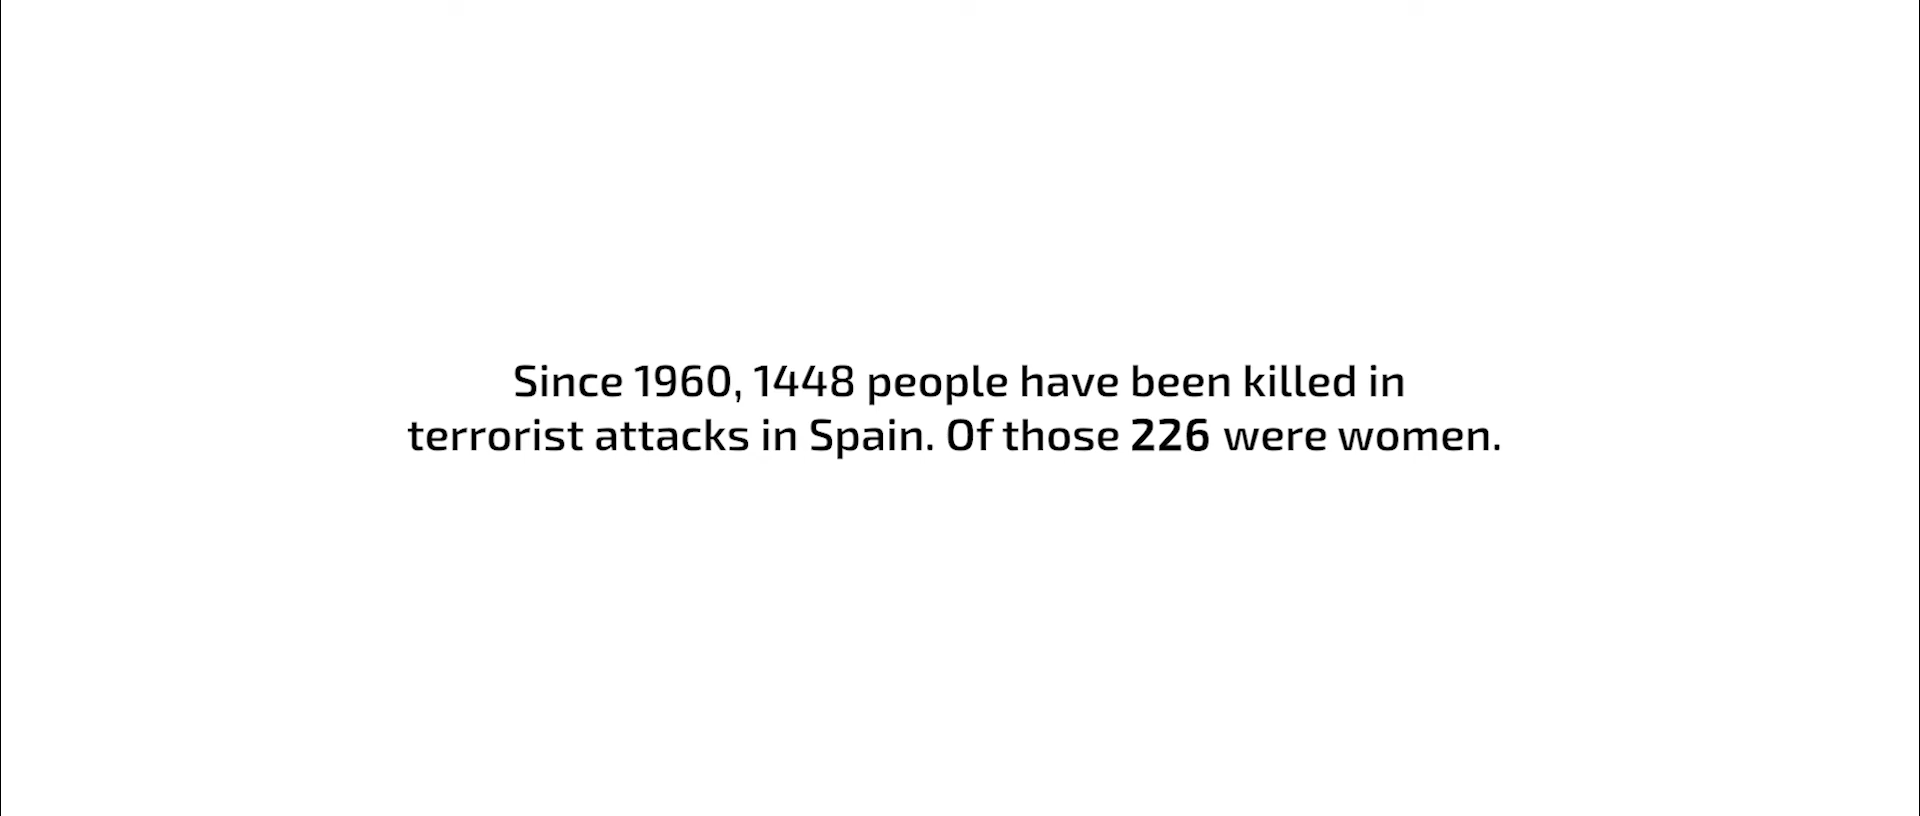 Since 1960, 1448 people have been killed in
terrorist attacks in Spain. Of those 226 were women.